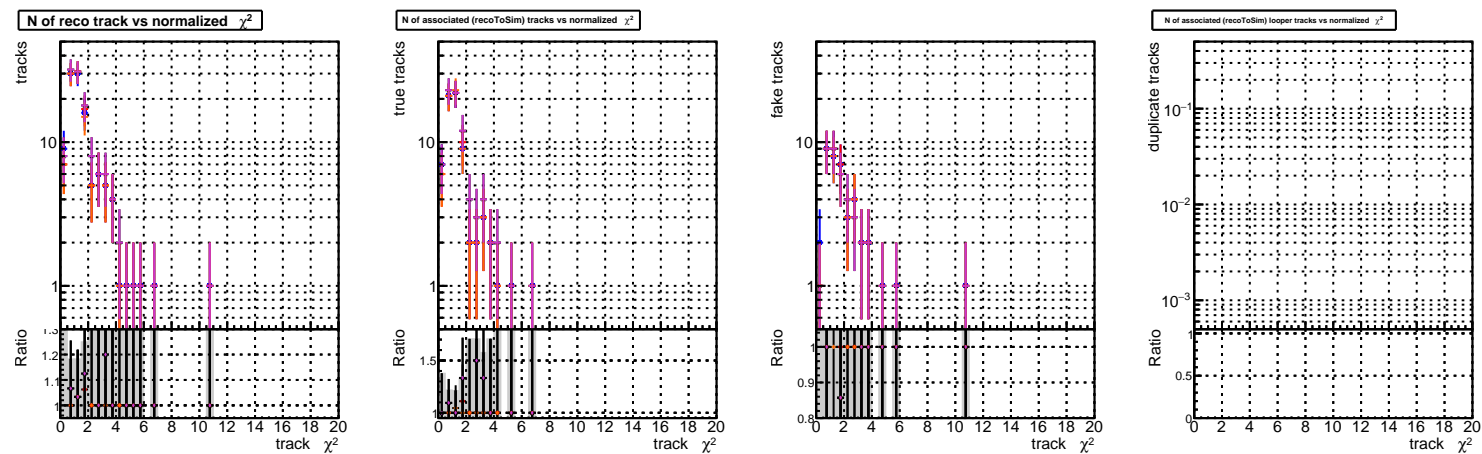 N of reco track vs normalized χ²
tracks
10
1
Ratio
1.3
1.2
1.1
1
0 2 4 6 8 10 12 14 16 18 20
track χ²
N of associated (recoToSim) tracks vs normalized χ²
true tracks
10
1
Ratio
1.5
1
0 2 4 6 8 10 12 14 16 18 20
track χ²
fake tracks
10
1
Ratio
1
0.9
0.8
0 2 4 6 8 10 12 14 16 18 20
track χ²
N of associated (recoToSim) looper tracks vs normalized χ²
duplicate tracks
10⁻¹
10⁻²
10⁻³
Ratio
1
0.5
0
0 2 4 6 8 10 12 14 16 18 20
track χ²